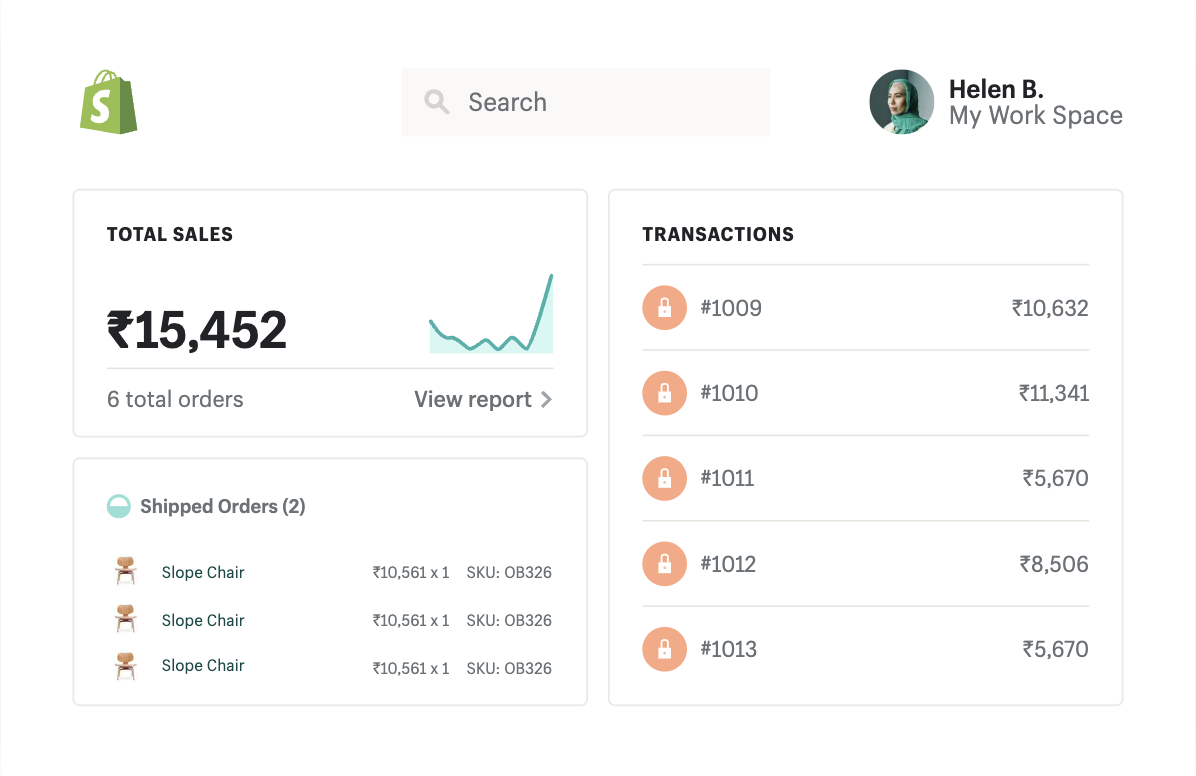 S
Search
Helen B.
My Work Space
TOTAL SALES
₹15,452
6 total orders
View report
Shipped Orders (2)
Slope Chair ₹10,561 x 1 SKU: OB326
Slope Chair ₹10,561 x 1 SKU: OB326
Slope Chair ₹10,561 x 1 SKU: OB326
TRANSACTIONS
#1009 ₹10,632
#1010 ₹11,341
#1011 ₹5,670
#1012 ₹8,506
#1013 ₹5,670